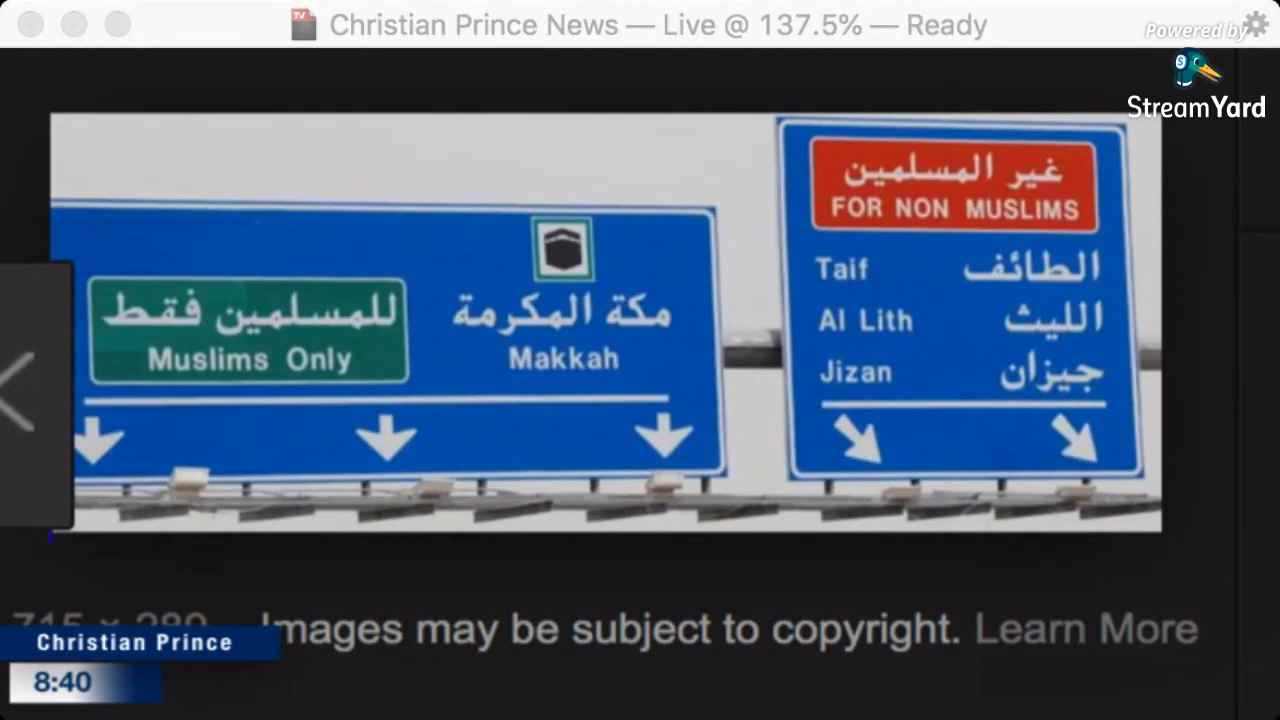 Christian Prince News — Live @ 137.5% — Ready
Powered by
StreamYard
للمسلمين فقط
Muslims Only
مكة المكرمة
Makkah
غير المسلمين
FOR NON MUSLIMS
Taif الطائف
Al Lith الليث
Jizan جيزان
Images may be subject to copyright. Learn More
Christian Prince
8:40